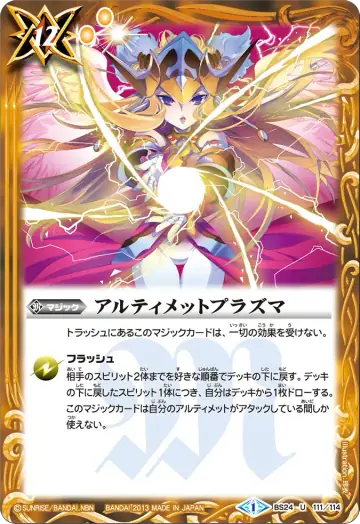 12
マジック
アルティメットプラズマ
トラッシュにあるこのマジックカードは、一切の効果を受けない。
フラッシュ
相手のスピリット2体までを好きな順番でデッキの下に戻す。デッキ
の下に戻したスピリット1体につき、自分はデッキから1枚ドローする。
このマジックカードは自分のアルティメットがアタックしている間しか
使えない。
©SUNRISE/BANDAI.NBN BANDAI 2013 MADE IN JAPAN
BS24 - U 111/114